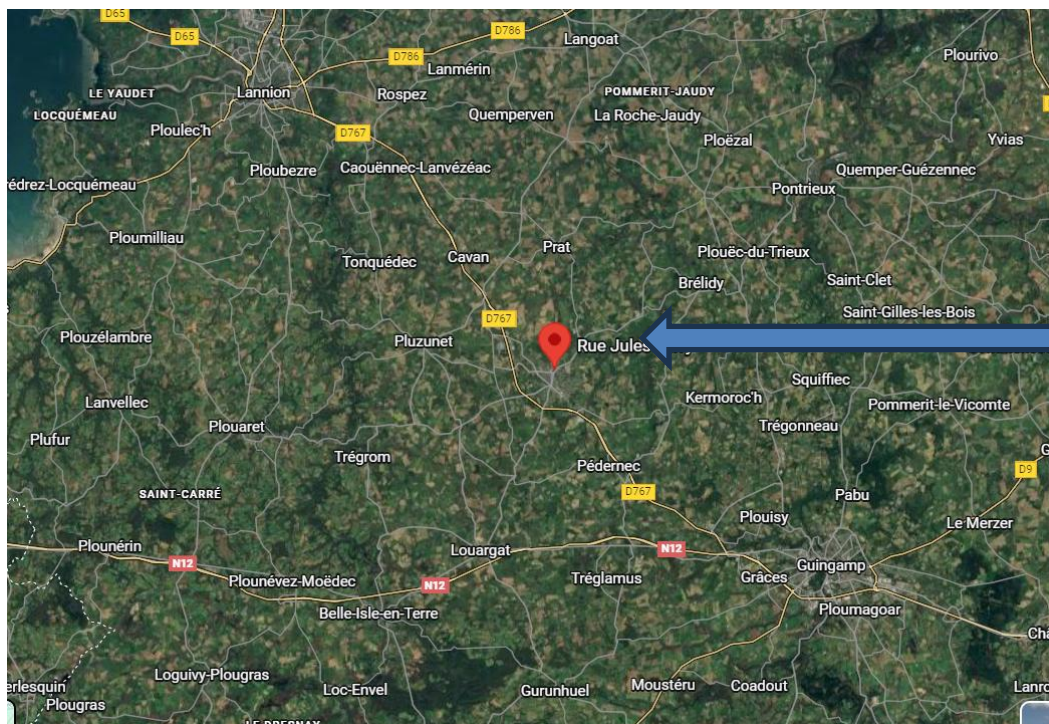 D65
D786
Langoat
Plourivo
D65
D786
Lanmérin
LE YAUDET
Lannion
Rospez
POMMERIT-JAUDY
LOCQUÉMEAU
Quemperven
La Roche-Jaudy
Ploulec'h
D767
Ploëzal
Yvias
Ploubezre
Caouënnec-Lanvézéac
Quemper-Guézennec
rédrez-Locquémeau
Pontrieux
Ploumilliau
Prat
Tonquédec
Cavan
Plouëc-du-Trieux
Brélidy
Saint-Clet
Saint-Gilles-les-Bois
D767
Plouzélambre
Pluzunet
Rue Jules
Squiffiec
Lanvellec
Kermoroc'h
Pommerit-le-Vicomte
Plufur
Plouaret
Trégonneau
Trégrom
Pédernec
D9
SAINT-CARRÉ
D767
Pabu
Plouisy
Le Merzer
Plounérin
Louargat
N12
N12
Guingamp
Plounévez-Moëdec
N12
Tréglamus
Grâces
Belle-Isle-en-Terre
Ploumagoar
Cha
Loguivy-Plougras
erlesquin
Loc-Envel
Gurunhuel
Moustéru
Coadout
Lanro
Plougras